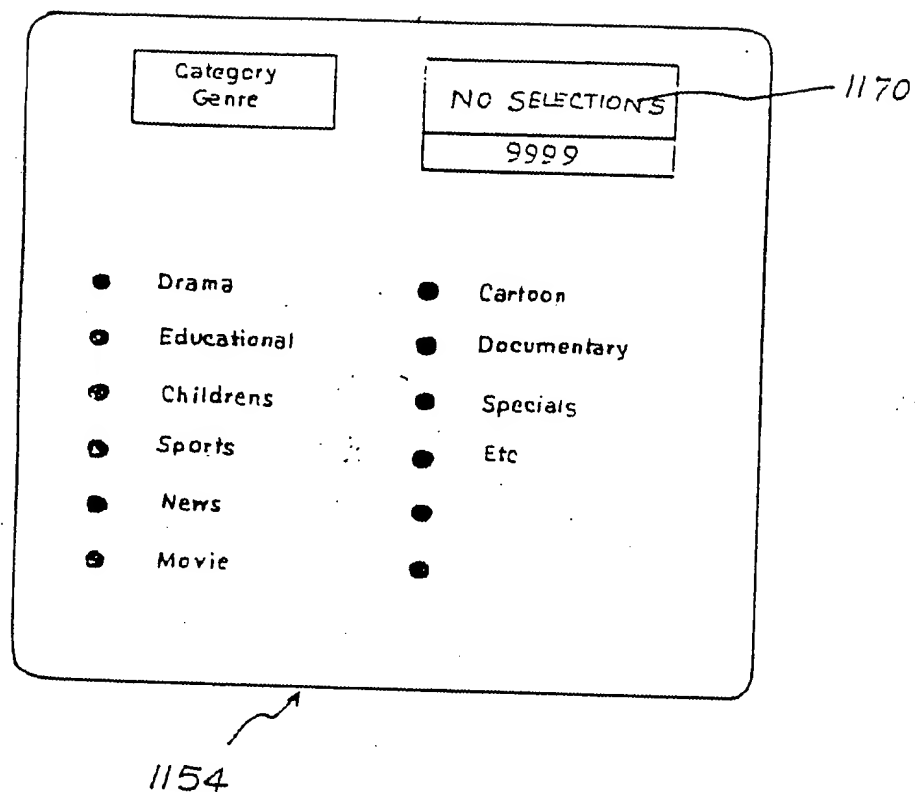 Category
Genre
NO SELECTIONS
9999
1170
Drama
Educational
Childrens
Sports
News
Movie
Cartoon
Documentary
Specials
Etc
1154